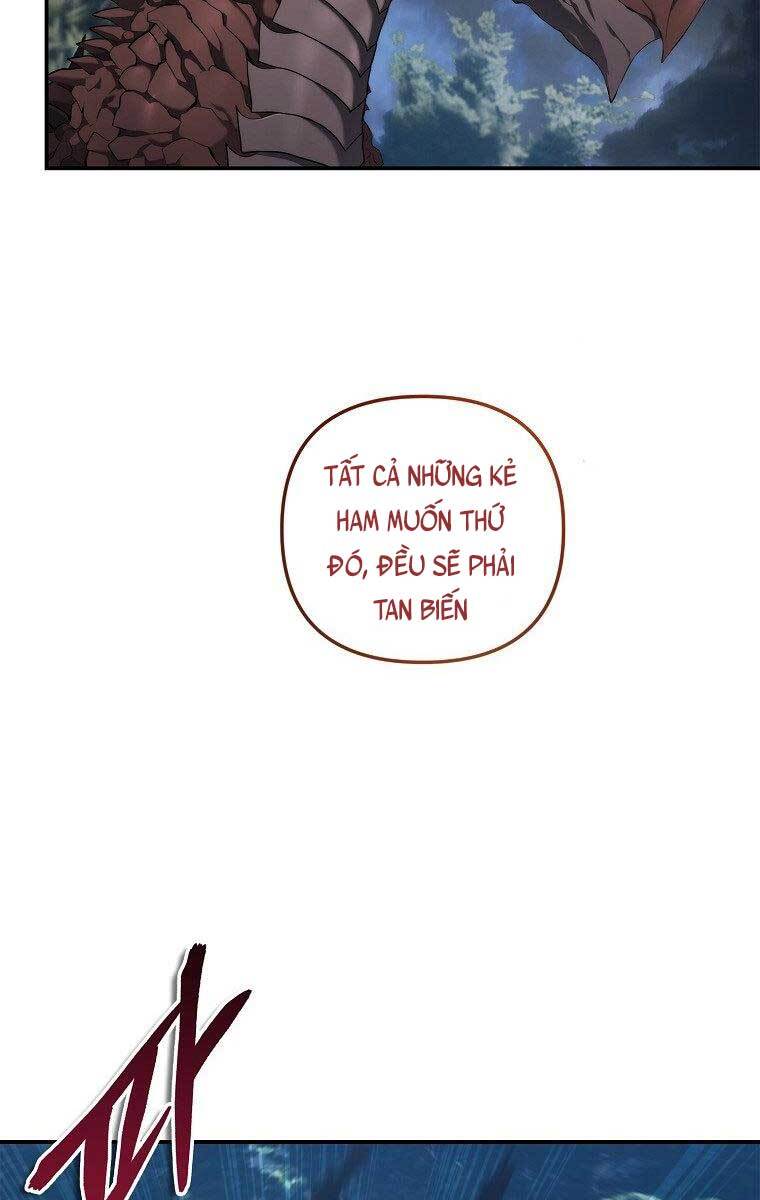 TẤT CẢ NHỮNG KẺ
HAM MUỐN THỨ
ĐÓ, ĐỀU SẼ PHẢI
TAN BIẾN